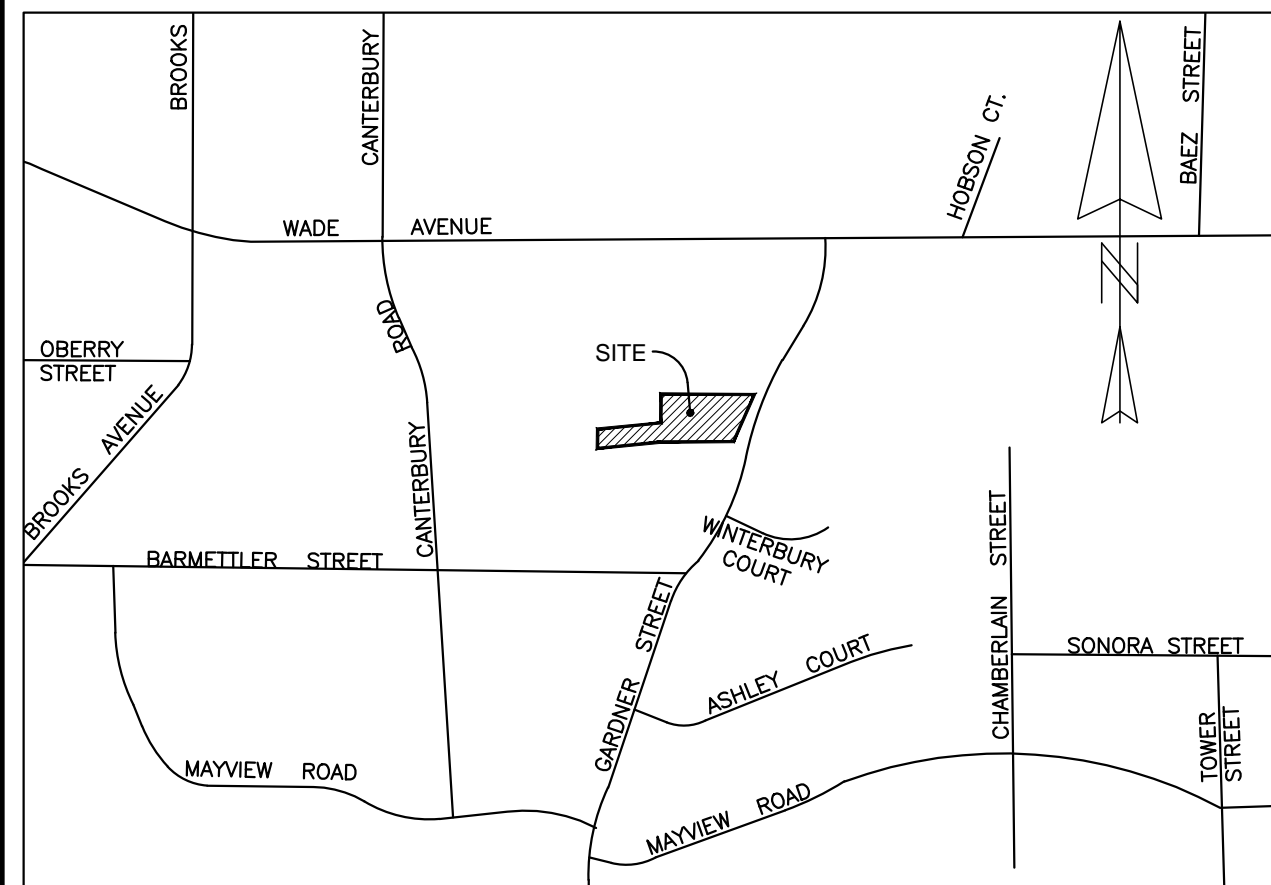 BROOKS
CANTERBURY
BAEZ STREET
HOBSON CT.
WADE AVENUE
N
ROAD
OBERRY
STREET
SITE
BROOKS AVENUE
CANTERBURY
WINTERBURY
COURT
BARMETTLER STREET
CHAMBERLAIN STREET
GARDNER STREET
SONORA STREET
ASHLEY COURT
TOWER
STREET
MAYVIEW ROAD
MAYVIEW ROAD